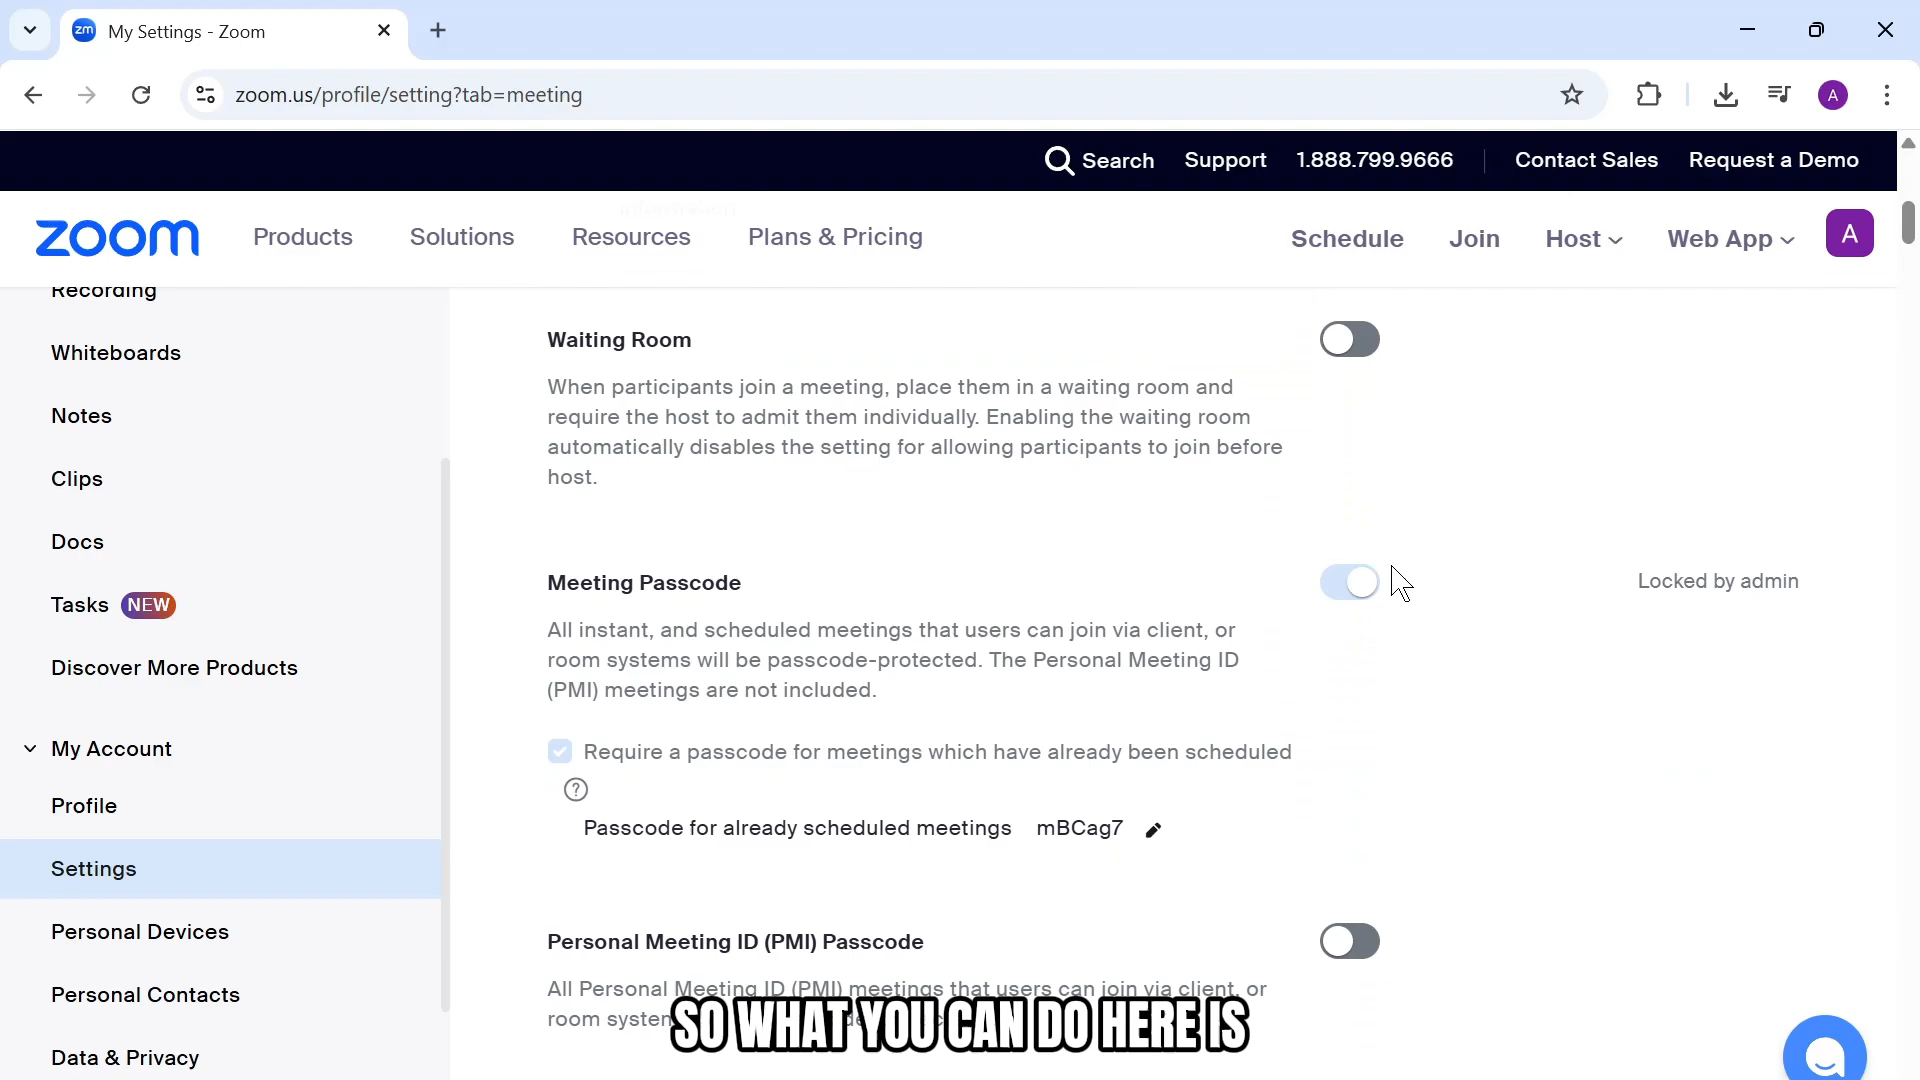 zm My Settings - Zoom
zoom.us/profile/setting?tab=meeting
A
Search Support 1.888.799.9666 Contact Sales Request a Demo
zoom Products Solutions Resources Plans & Pricing Schedule Join Host Web App A
Recording
Whiteboards
Notes
Clips
Docs
Tasks NEW
Discover More Products
My Account
Profile
Settings
Personal Devices
Personal Contacts
Data & Privacy
Waiting Room
When participants join a meeting, place them in a waiting room and
require the host to admit them individually. Enabling the waiting room
automatically disables the setting for allowing participants to join before
host.
Meeting Passcode
Locked by admin
All instant, and scheduled meetings that users can join via client, or
room systems will be passcode-protected. The Personal Meeting ID
(PMI) meetings are not included.
Require a passcode for meetings which have already been scheduled
?
Passcode for already scheduled meetings mBCag7
Personal Meeting ID (PMI) Passcode
All Personal Meeting ID (PMI) meetings that users can join via client, or
room
SO WHAT YOU CAN DO HERE IS